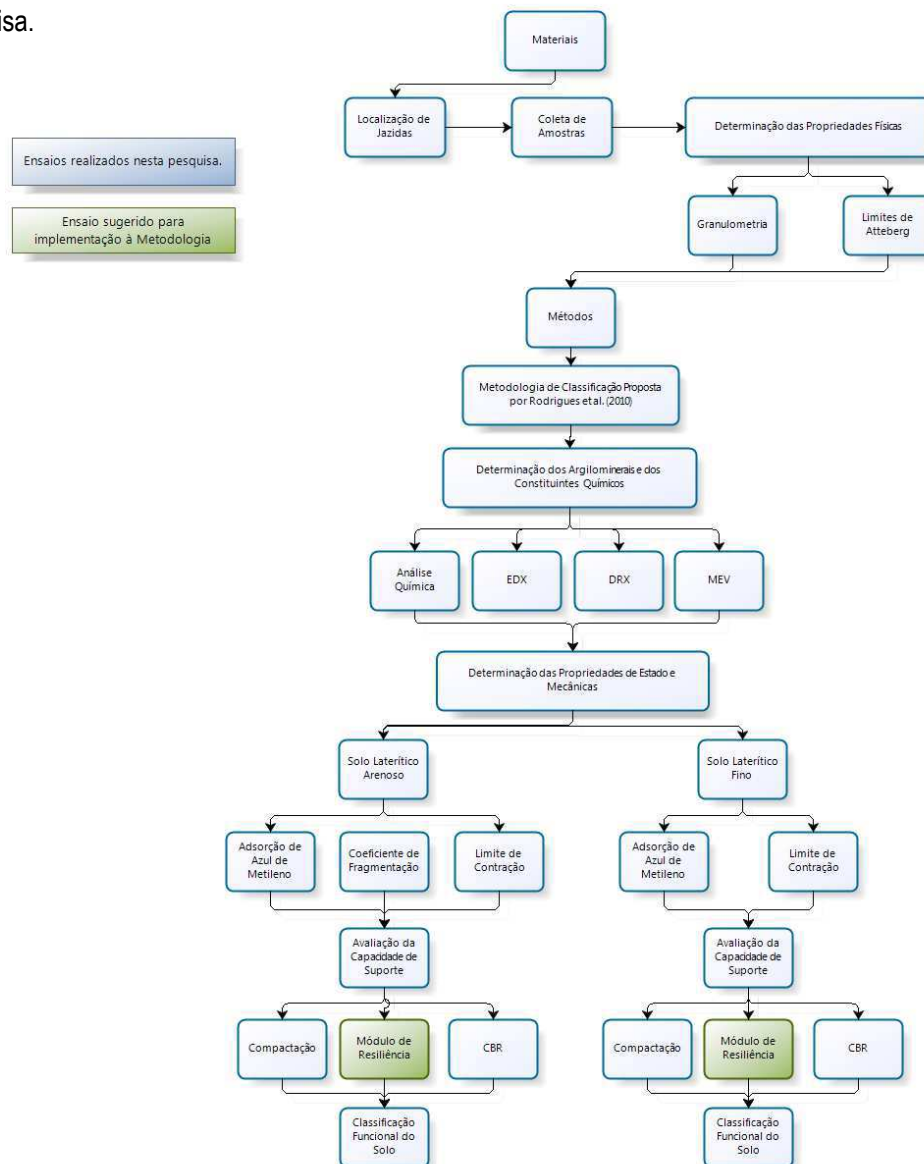 isa.
Materiais
Localização de
Jazidas
Coleta de
Amostras
Determinação das Propriedades Físicas
Ensaios realizados nesta pesquisa.
Ensaio sugerido para
implementação à Metodologia
Granulometria
Limites de
Atteberg
Métodos
Metodologia de Classificação Proposta
por Rodrigues et al. (2010)
Determinação dos Argilominerais e dos
Constituintes Químicos
Análise
Química
EDX
DRX
MEV
Determinação das Propriedades de Estado e
Mecânicas
Solo Laterítico
Arenoso
Solo Laterítico
Fino
Adsorção de
Azul de
Metileno
Coeficiente de
Fragmentação
Limite de
Contração
Adsorção de
Azul de
Metileno
Limite de
Contração
Avaliação da
Capacidade de
Suporte
Avaliação da
Capacidade de
Suporte
Compactação
Módulo de
Resiliência
CBR
Compactação
Módulo de
Resiliência
CBR
Classificação
Funcional do
Solo
Classificação
Funcional do
Solo